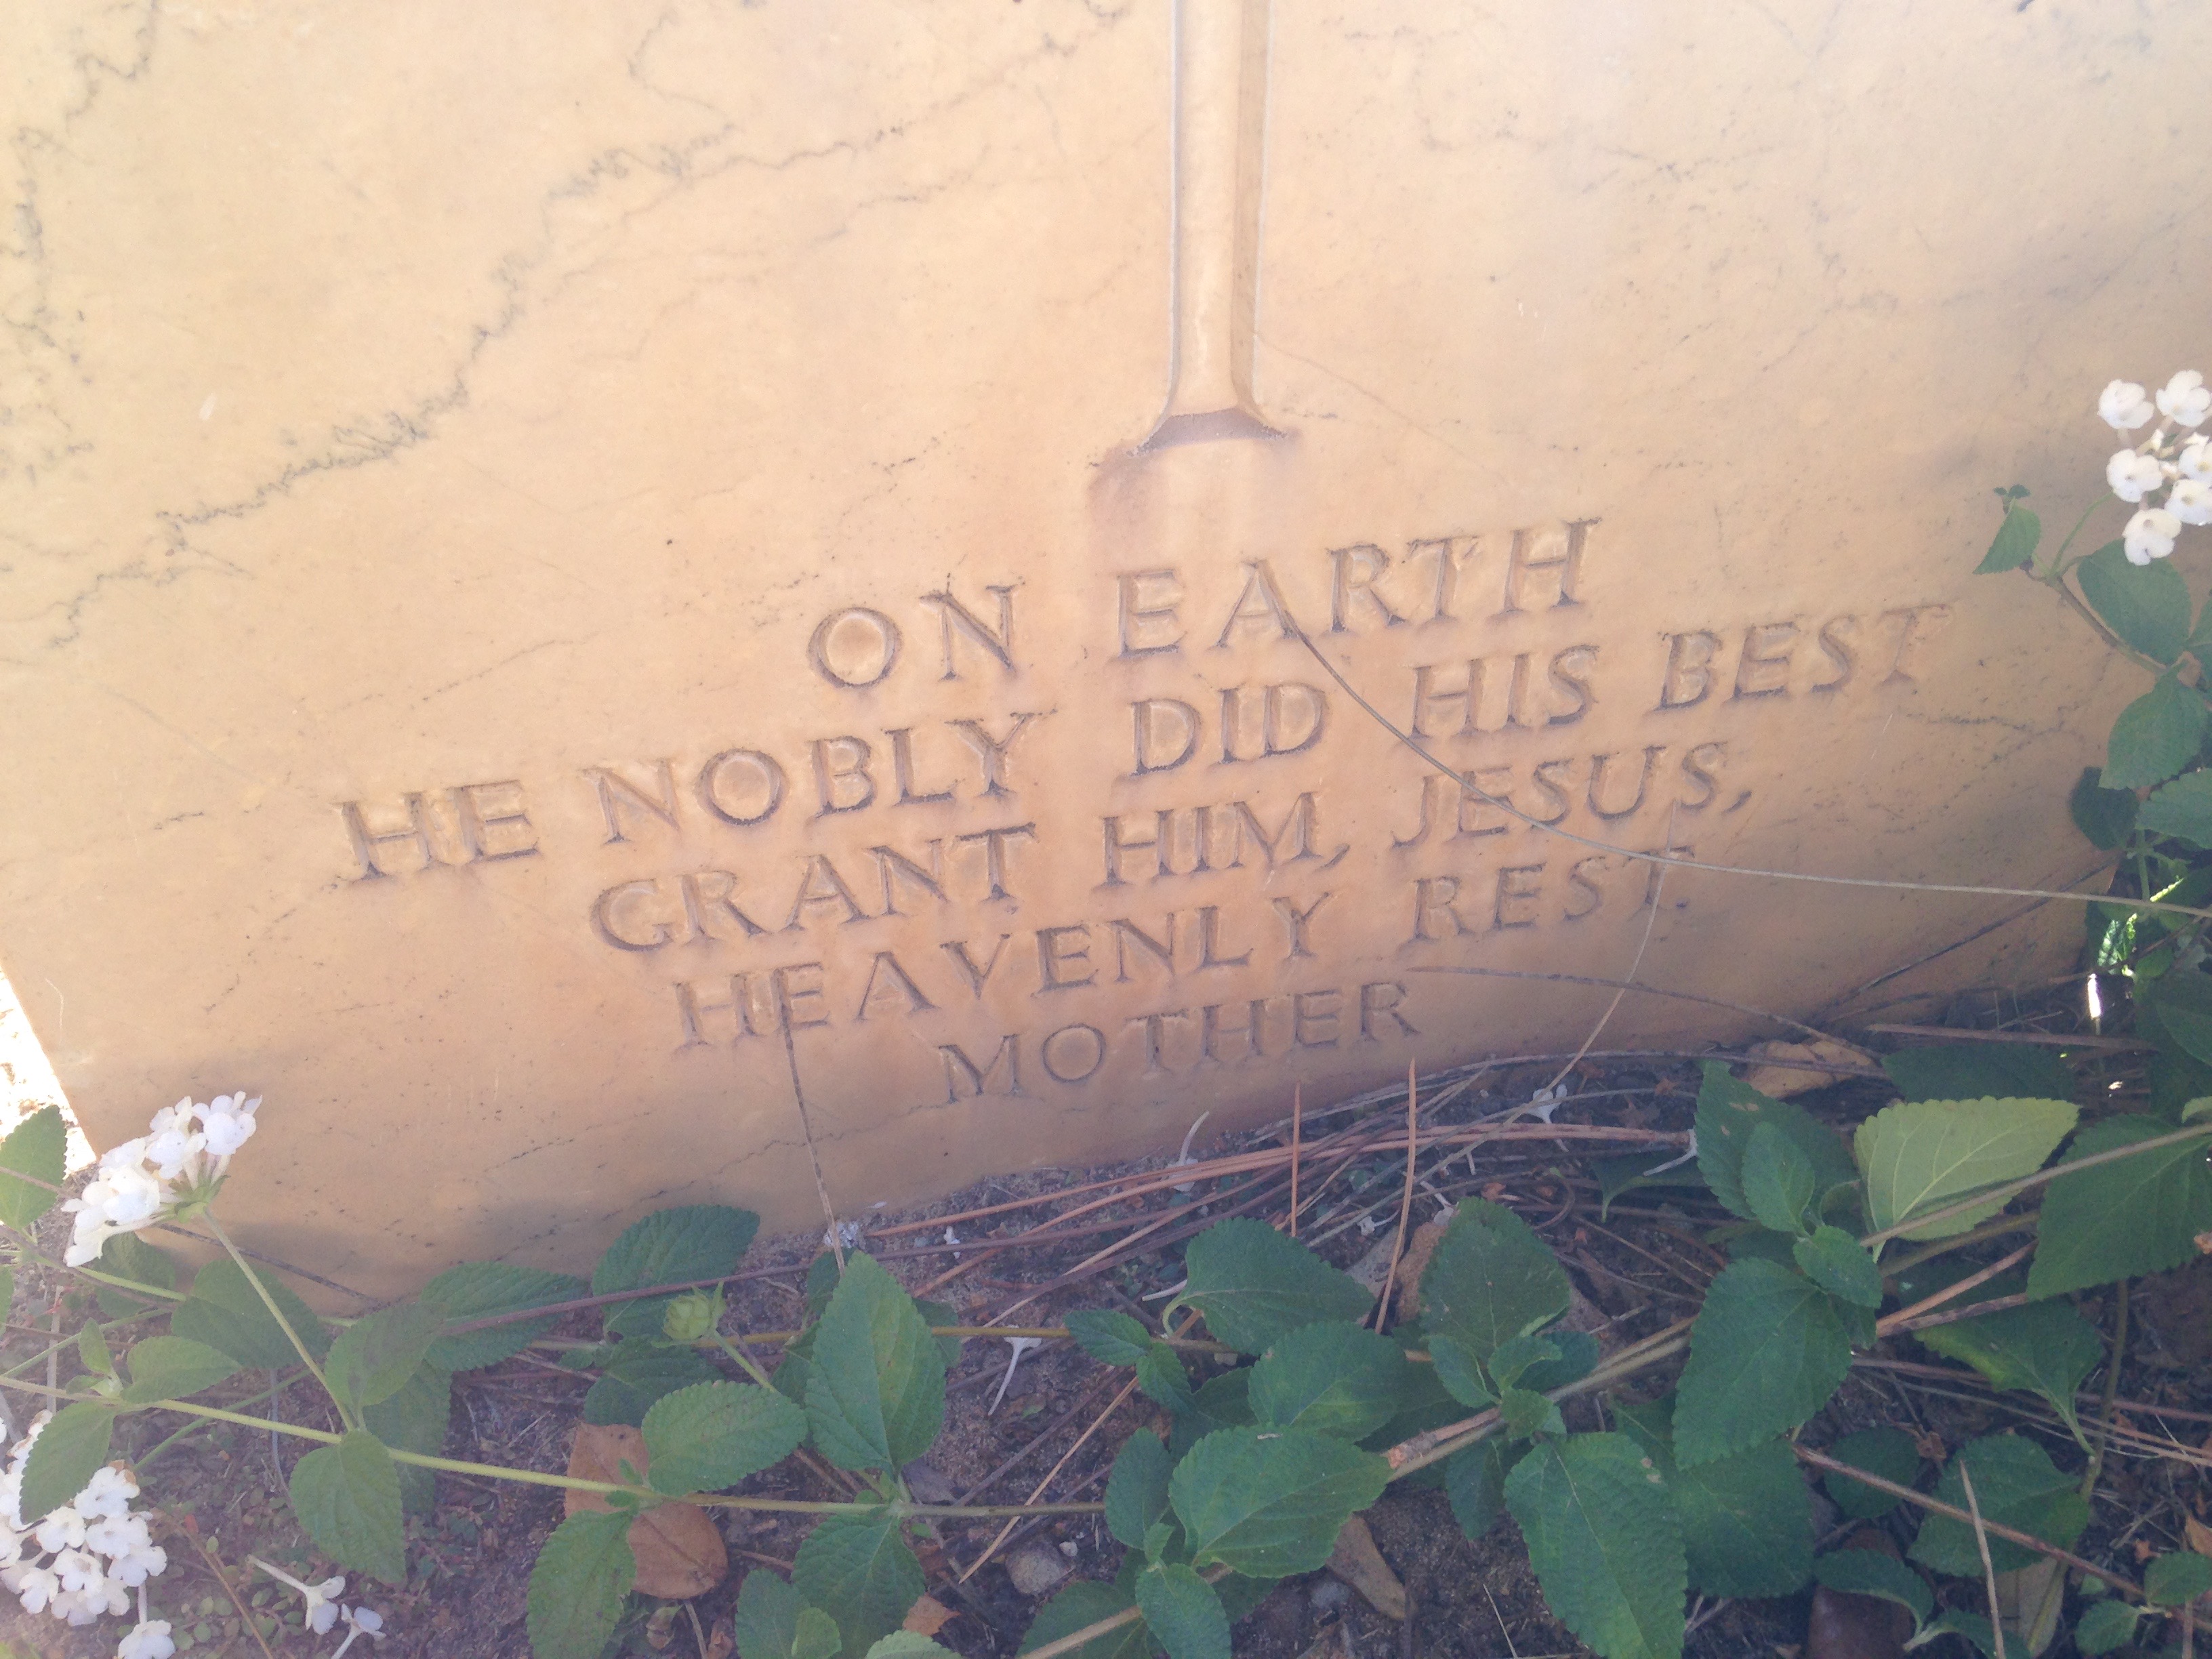 ON EARTH
HE NOBLY DID HIS BEST
GRANT HIM, JESUS,
HEAVENLY REST.
MOTHER